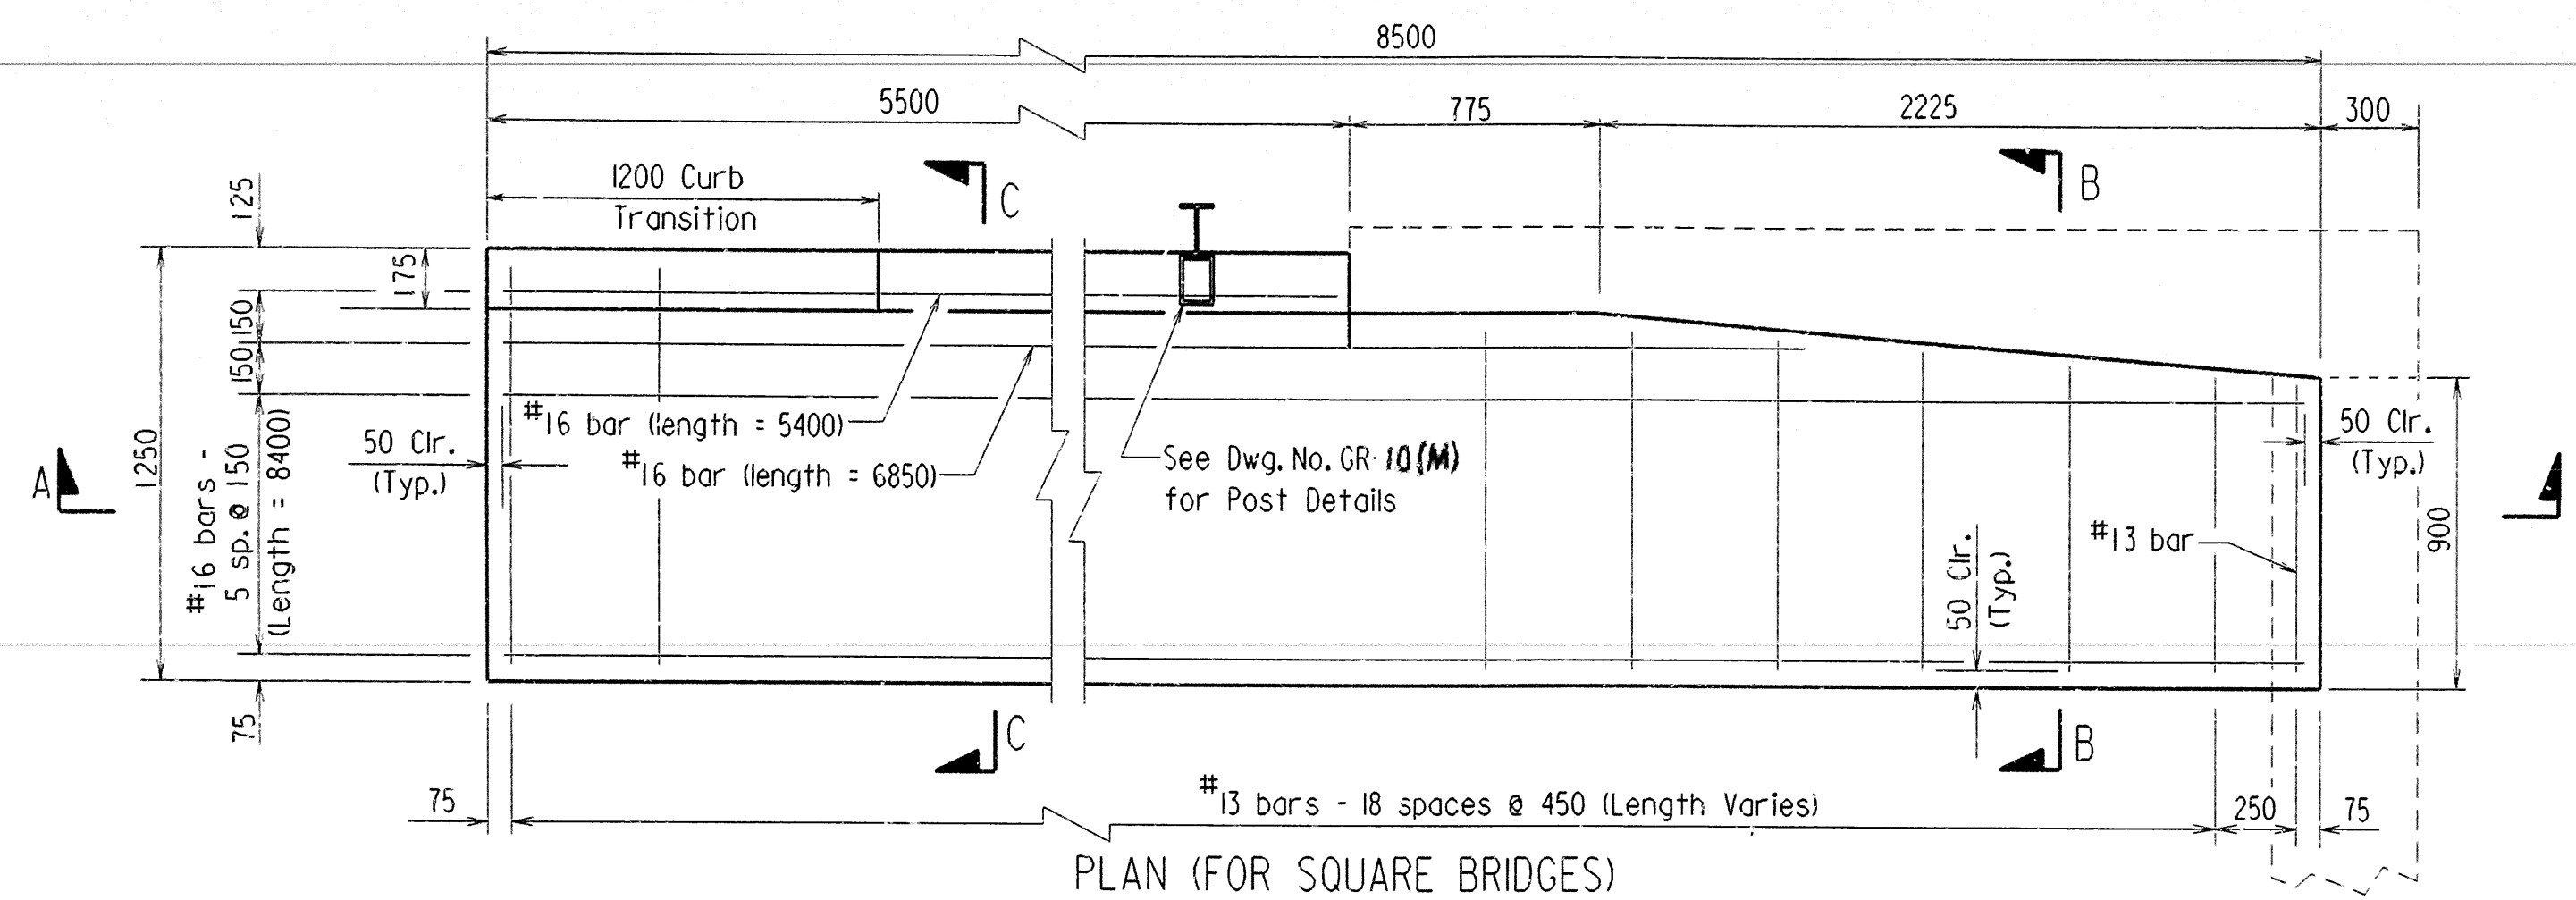 8500
5500
775
2225
300
1200 Curb
Transition
C
B
125
175
150
150
1250
#16 bars -
5 sp. @ 150
(Length = 8400)
75
A
50 Clr.
(Typ.)
#16 bar (length = 5400)
#16 bar (length = 6850)
See Dwg. No. GR-10(M)
for Post Details
50 Clr.
(Typ.)
#13 bar
50 Clr.
(Typ.)
900
C
B
75
#13 bars - 18 spaces @ 450 (Length Varies)
250
75
PLAN (FOR SQUARE BRIDGES)